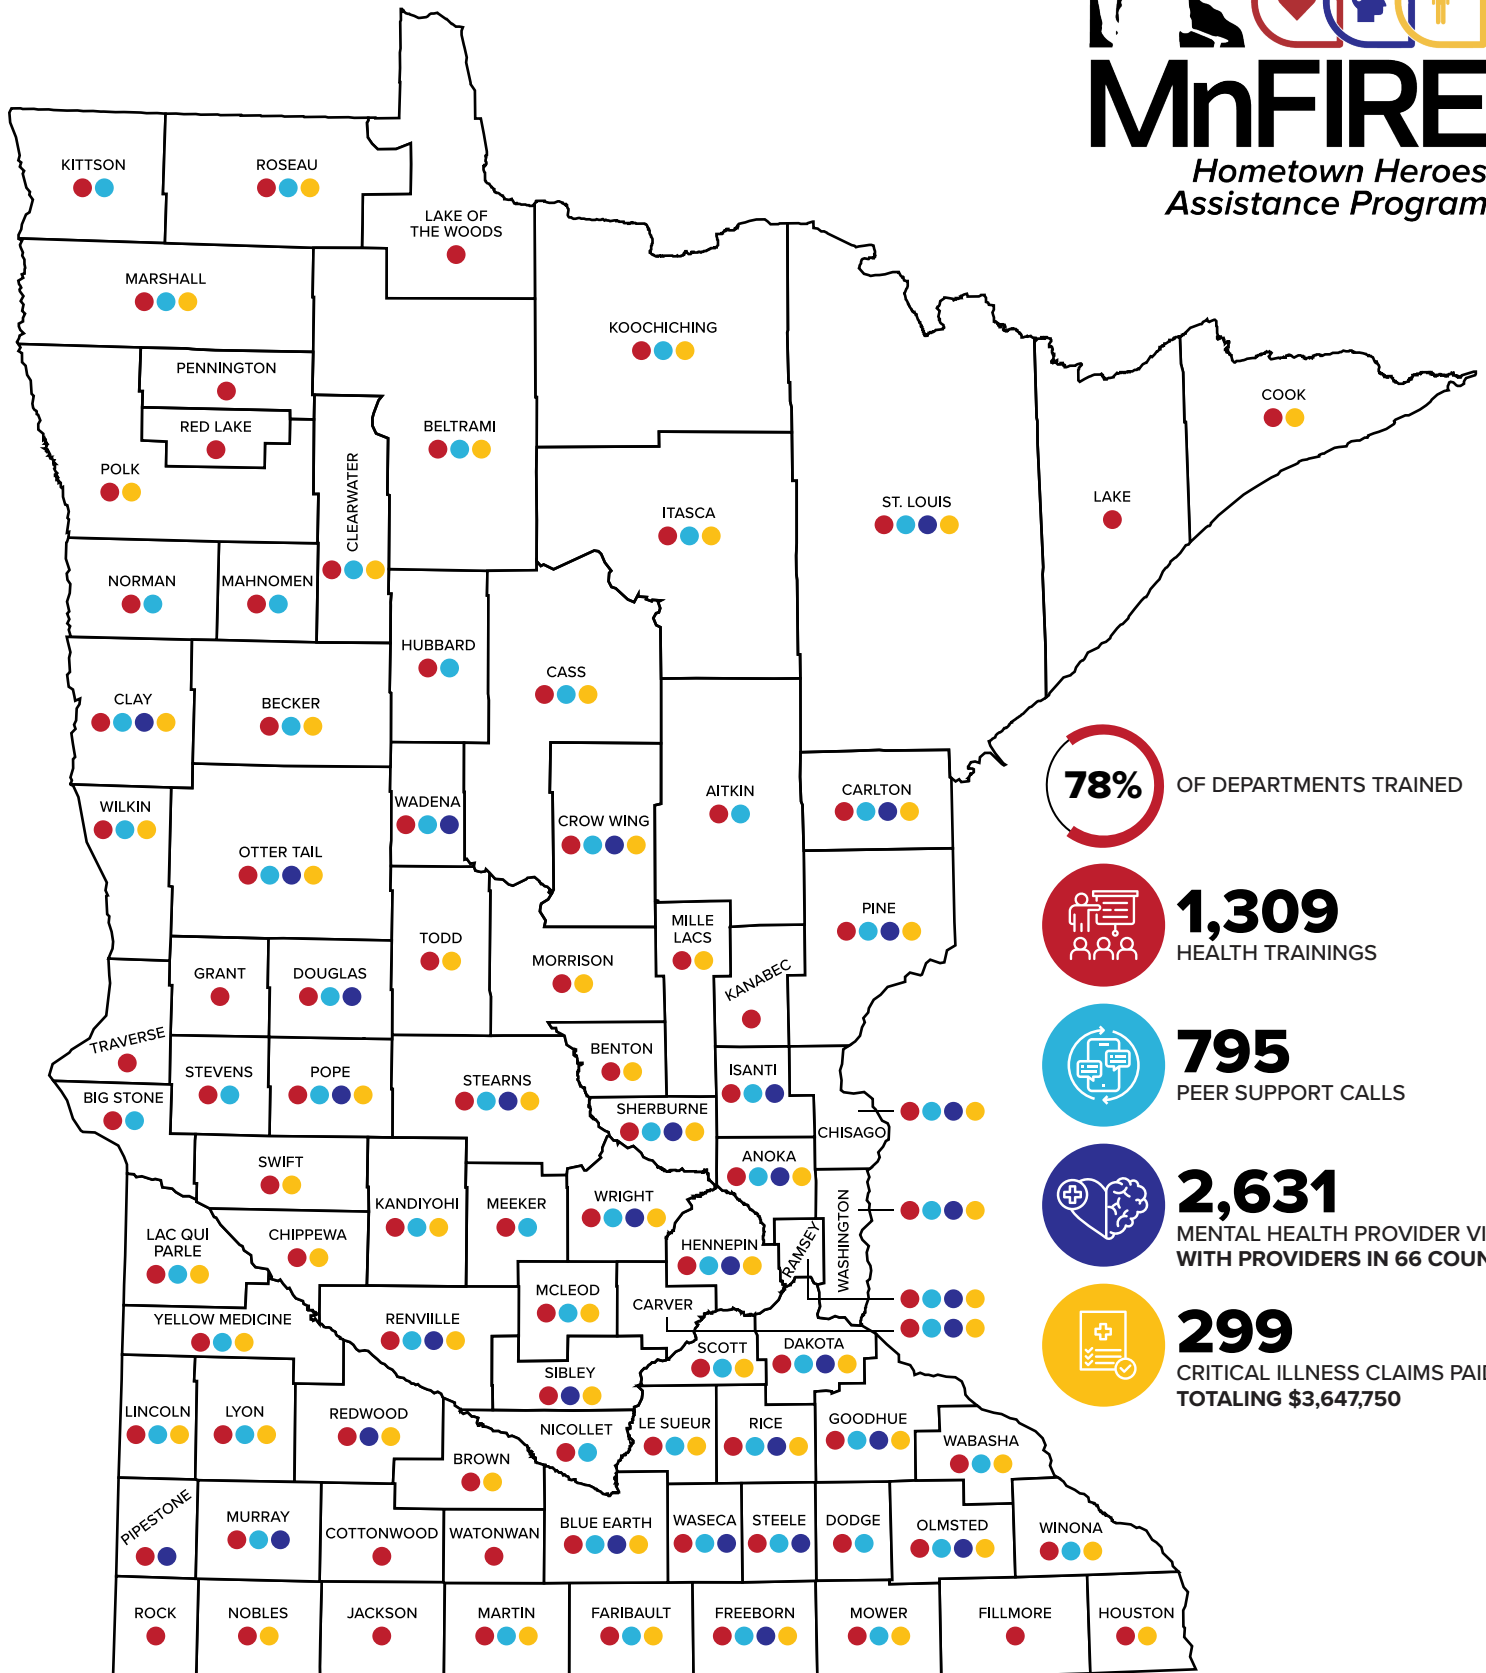 MnFIRE
Hometown Heroes
Assistance Program
KITTSON
ROSEAU
LAKE OF
THE WOODS
MARSHALL
KOOCHICHING
PENNINGTON
RED LAKE
BELTRAMI
COOK
POLK
CLEARWATER
ITASCA
ST. LOUIS
LAKE
NORMAN
MAHNOMEN
HUBBARD
CASS
CLAY
BECKER
WILKIN
WADENA
CROW WING
AITKIN
CARLTON
OTTER TAIL
78%
OF DEPARTMENTS TRAINED
TODD
MILLE
LACS
PINE
1,309
HEALTH TRAININGS
GRANT
DOUGLAS
MORRISON
KANABEC
TRAVERSE
BENTON
795
PEER SUPPORT CALLS
STEVENS
POPE
STEARNS
ISANTI
BIG STONE
SHERBURNE
CHISAGO
SWIFT
ANOKA
KANDIYOHI
MEEKER
WRIGHT
WASHINGTON
2,631
MENTAL HEALTH PROVIDER VI
WITH PROVIDERS IN 66 COUN
LAC QUI
PARLE
CHIPPEWA
HENNEPIN
RAMSEY
MCLEOD
CARVER
YELLOW MEDICINE
RENVILLE
SCOTT
DAKOTA
299
CRITICAL ILLNESS CLAIMS PAID
TOTALING $3,647,750
SIBLEY
LINCOLN
LYON
REDWOOD
NICOLLET
LE SUEUR
RICE
GOODHUE
WABASHA
BROWN
PIPESTONE
MURRAY
COTTONWOOD
WATONWAN
BLUE EARTH
WASECA
STEELE
DODGE
OLMSTED
WINONA
ROCK
NOBLES
JACKSON
MARTIN
FARIBAULT
FREEBORN
MOWER
FILLMORE
HOUSTON